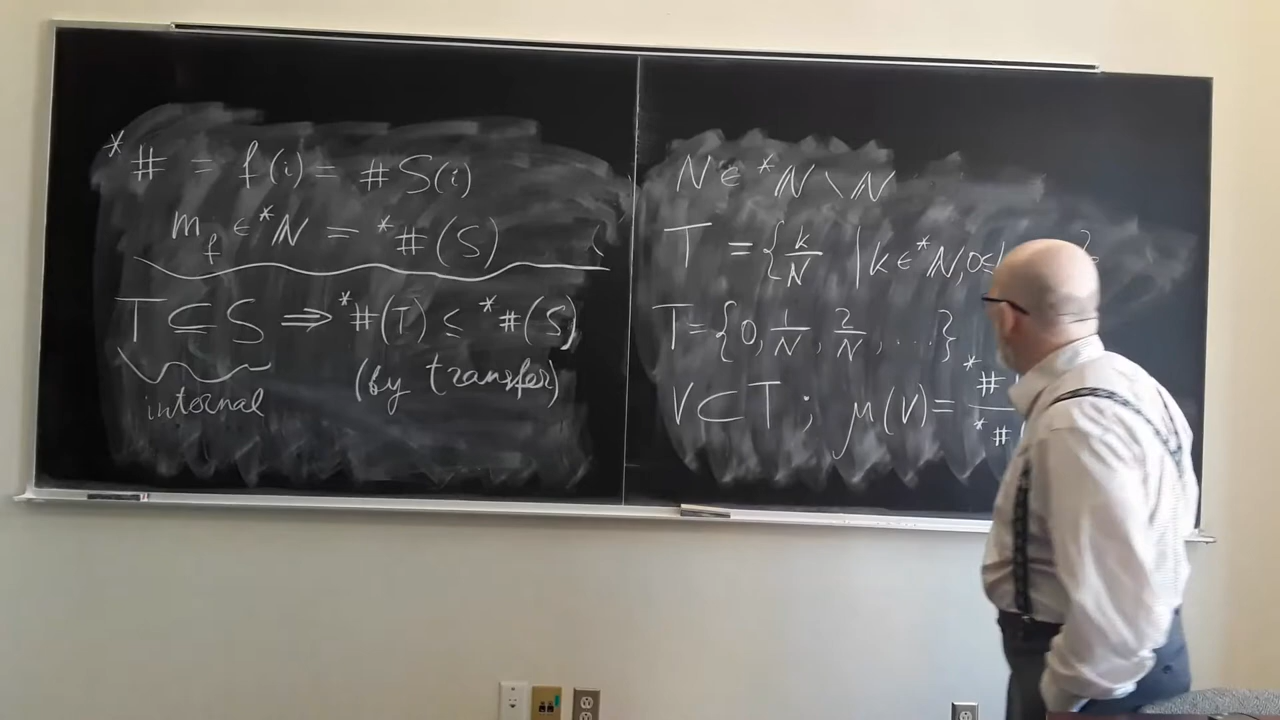 *# = f(i) = #S(i)
m_f ∈ *N = *#(S)
T ⊆ S ⇒ *#(T) ≤ *#(S)
internal
(by transfer)
N ∈ *N \ N
T = { k/N | k ∈ *N, 0 ≤
T = {0, 1/N, 2/N, ...}
V ⊂ T ; μ(V) = *# / *#